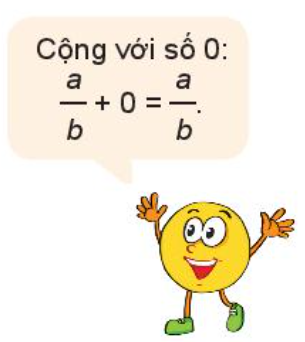 Cộng với số 0:
a/b + 0 = a/b.